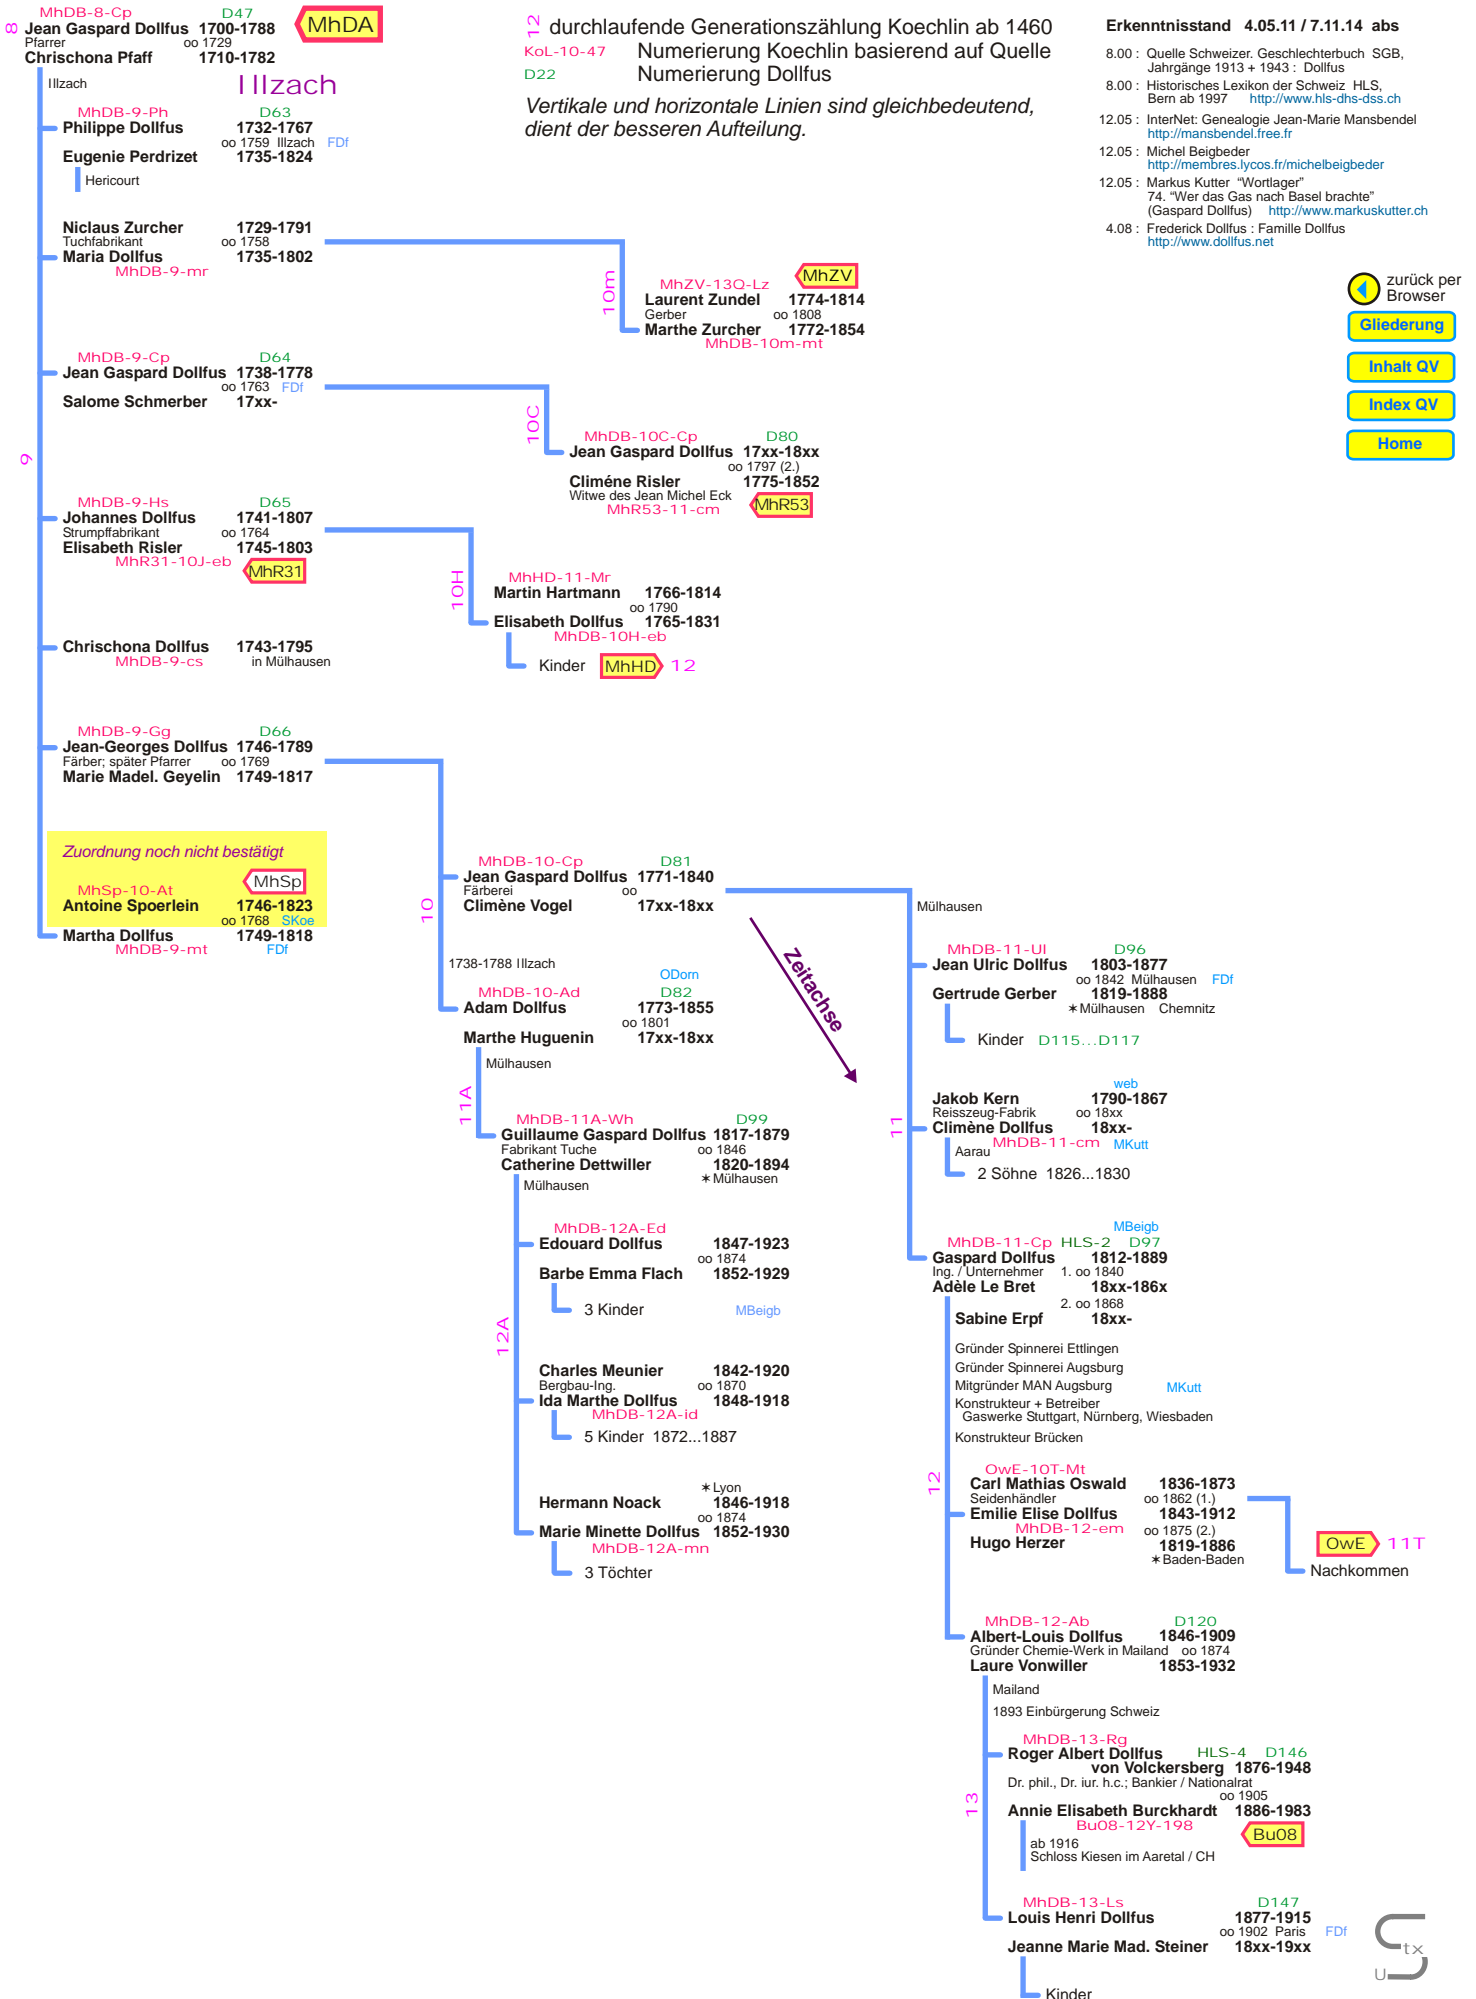 8
MhDB-8-Cp D47
Jean Gaspard Dollfus 1700-1788
Pfarrer oo 1729
Chrischona Pfaff 1710-1782
MhDA
Illzach
Illzach
12 durchlaufende Generationszählung Koechlin ab 1460
KoL-10-47 Numerierung Koechlin basierend auf Quelle
D22 Numerierung Dollfus
Vertikale und horizontale Linien sind gleichbedeutend,
dient der besseren Aufteilung.
Erkenntnisstand 4.05.11 / 7.11.14 abs
8.00 : Quelle Schweizer. Geschlechterbuch SGB,
Jahrgänge 1913 + 1943 : Dollfus
8.00 : Historisches Lexikon der Schweiz HLS,
Bern ab 1997 http://www.hls-dhs-dss.ch
12.05 : InterNet: Genealogie Jean-Marie Mansbendel
http://mansbendel.free.fr
12.05 : Michel Beigbeder
http://membres.lycos.fr/michelbeigbeder
12.05 : Markus Kutter "Wortlager"
74. "Wer das Gas nach Basel brachte"
(Gaspard Dollfus) http://www.markuskutter.ch
4.08 : Frederick Dollfus : Famille Dollfus
http://www.dollfus.net
zurück per
Browser
Gliederung
Inhalt QV
Index QV
Home
9
MhDB-9-Ph D63
Philippe Dollfus 1732-1767
oo 1759 Illzach FDf
Eugenie Perdrizet 1735-1824
Hericourt
Niclaus Zurcher 1729-1791
Tuchfabrikant oo 1758
Maria Dollfus 1735-1802
MhDB-9-mr
10m
MhZV-13Q-Lz MhZV
Laurent Zundel 1774-1814
Gerber oo 1808
Marthe Zurcher 1772-1854
MhDB-10m-mt
MhDB-9-Cp D64
Jean Gaspard Dollfus 1738-1778
oo 1763 FDf
Salome Schmerber 17xx-
10C
MhDB-10C-Cp D80
Jean Gaspard Dollfus 17xx-18xx
oo 1797 (2.)
Climéne Risler 1775-1852
Witwe des Jean Michel Eck
MhR53-11-cm MhR53
MhDB-9-Hs D65
Johannes Dollfus 1741-1807
Strumpffabrikant oo 1764
Elisabeth Risler 1745-1803
MhR31-10J-eb MhR31
10H
MhHD-11-Mr
Martin Hartmann 1766-1814
oo 1790
Elisabeth Dollfus 1765-1831
MhDB-10H-eb
Kinder MhHD 12
Chrischona Dollfus 1743-1795
MhDB-9-cs in Mülhausen
MhDB-9-Gg D66
Jean-Georges Dollfus 1746-1789
Färber; später Pfarrer oo 1769
Marie Madel. Geyelin 1749-1817
Zuordnung noch nicht bestätigt
MhSp
MhSp-10-At
Antoine Spoerlein 1746-1823
oo 1768 SKoe
Martha Dollfus 1749-1818
MhDB-9-mt FDf
10
MhDB-10-Cp D81
Jean Gaspard Dollfus 1771-1840
Färberei oo
Climène Vogel 17xx-18xx
1738-1788 Illzach
ODorn
MhDB-10-Ad D82
Adam Dollfus 1773-1855
oo 1801
Marthe Huguenin 17xx-18xx
Mülhausen
Zeitachse
11A
MhDB-11A-Wh D99
Guillaume Gaspard Dollfus 1817-1879
Fabrikant Tuche oo 1846
Catherine Dettwiller 1820-1894
✶Mülhausen
Mülhausen
12A
MhDB-12A-Ed
Edouard Dollfus 1847-1923
oo 1874
Barbe Emma Flach 1852-1929
3 Kinder MBeigb
Charles Meunier 1842-1920
Bergbau-Ing. oo 1870
Ida Marthe Dollfus 1848-1918
MhDB-12A-id
5 Kinder 1872...1887
✶Lyon
Hermann Noack 1846-1918
oo 1874
Marie Minette Dollfus 1852-1930
MhDB-12A-mn
3 Töchter
11
Mülhausen
MhDB-11-Ul D96
Jean Ulric Dollfus 1803-1877
oo 1842 Mülhausen FDf
Gertrude Gerber 1819-1888
✶Mülhausen Chemnitz
Kinder D115...D117
web
Jakob Kern 1790-1867
Reisszeug-Fabrik oo 18xx
Climène Dollfus 18xx-
MhDB-11-cm MKutt
Aarau
2 Söhne 1826...1830
MBeigb
MhDB-11-Cp HLS-2 D97
Gaspard Dollfus 1812-1889
Ing. / Unternehmer 1. oo 1840
Adèle Le Bret 18xx-186x
2. oo 1868
Sabine Erpf 18xx-
Gründer Spinnerei Ettlingen
Gründer Spinnerei Augsburg
Mitgründer MAN Augsburg MKutt
Konstrukteur + Betreiber
Gaswerke Stuttgart, Nürnberg, Wiesbaden
Konstrukteur Brücken
12
OwE-10T-Mt
Carl Mathias Oswald 1836-1873
Seidenhändler oo 1862 (1.)
Emilie Elise Dollfus 1843-1912
MhDB-12-em oo 1875 (2.)
Hugo Herzer 1819-1886
✶Baden-Baden
OwE 11T
Nachkommen
MhDB-12-Ab D120
Albert-Louis Dollfus 1846-1909
Gründer Chemie-Werk in Mailand oo 1874
Laure Vonwiller 1853-1932
Mailand
1893 Einbürgerung Schweiz
13
MhDB-13-Rg
Roger Albert Dollfus HLS-4 D146
von Volckersberg 1876-1948
Dr. phil., Dr. iur. h.c.; Bankier / Nationalrat
oo 1905
Annie Elisabeth Burckhardt 1886-1983
Bu08-12Y-198 Bu08
ab 1916
Schloss Kiesen im Aaretal / CH
MhDB-13-Ls D147
Louis Henri Dollfus 1877-1915
oo 1902 Paris FDf
Jeanne Marie Mad. Steiner 18xx-19xx
Kinder
tx
U